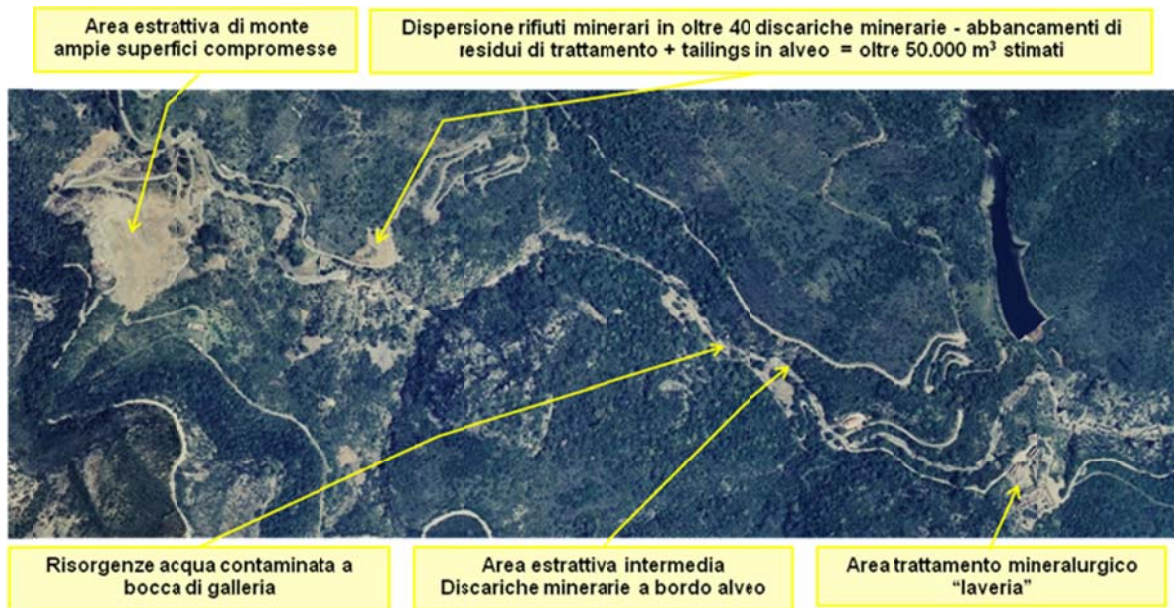 Area estrattiva di monte
ampie superfici compromesse
Dispersione rifiuti minerari in oltre 40 discariche minerarie - abbancamenti di
residui di trattamento + tailings in alveo = oltre 50.000 m³ stimati
Risorgenze acqua contaminata a
bocca di galleria
Area estrattiva intermedia
Discariche minerarie a bordo alveo
Area trattamento mineralurgico
“laveria”